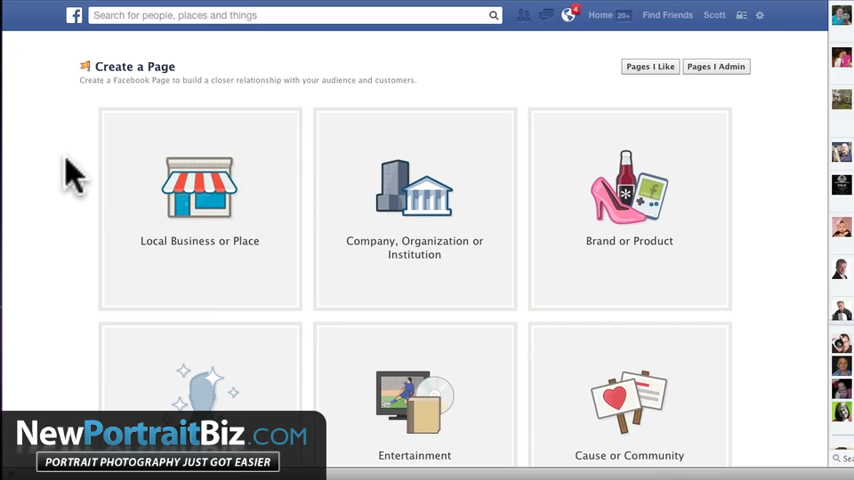 Search for people, places and things
4
Home 20+ Find Friends Scott
Create a Page
Create a Facebook Page to build a closer relationship with your audience and customers.
Pages I Like Pages I Admin
Local Business or Place
Company, Organization or
Institution
Brand or Product
Entertainment
Cause or Community
NewPortraitBiz.COM
PORTRAIT PHOTOGRAPHY JUST GOT EASIER
Sea